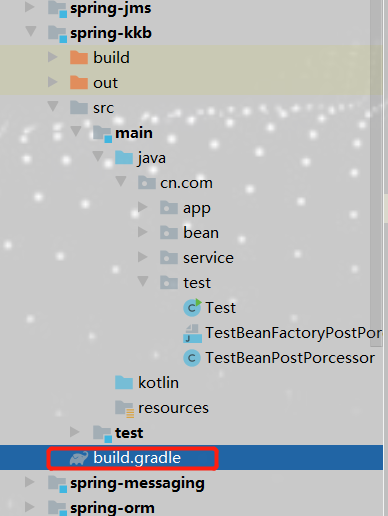 spring-jms
spring-kkb
build
out
src
main
java
cn.com
app
bean
service
test
Test
TestBeanFactoryPostPor
TestBeanPostPorcessor
kotlin
resources
test
build.gradle
spring-messaging
spring-orm